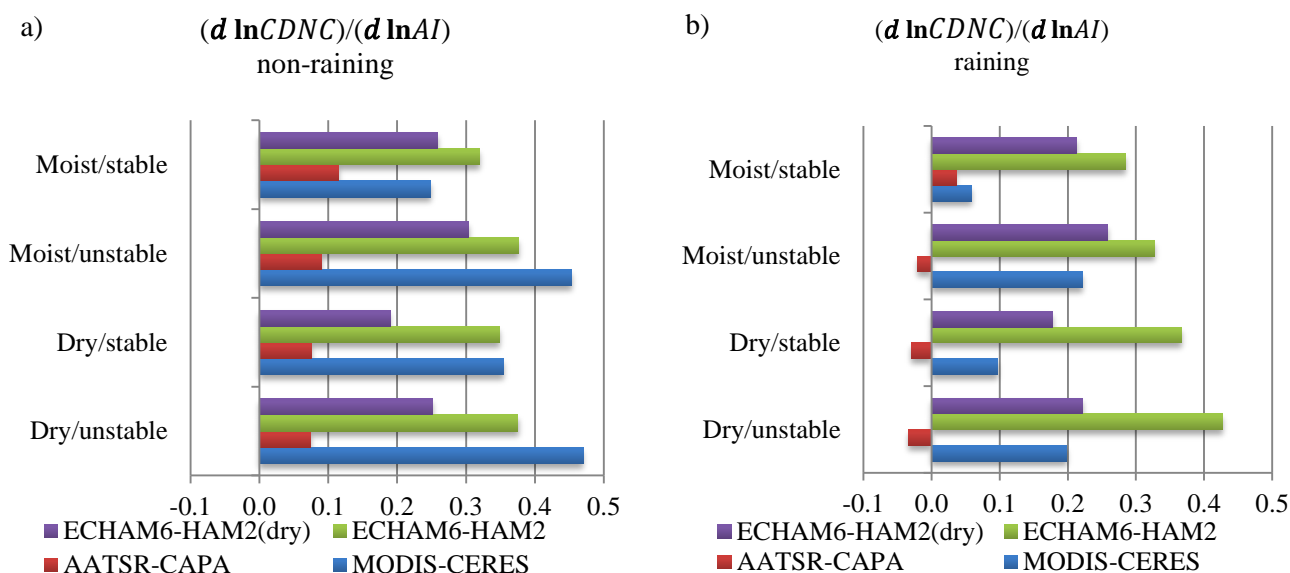 a)
(d lnCDNC)/(d lnAI)
non-raining
Moist/stable
Moist/unstable
Dry/stable
Dry/unstable
-0.1 0.0 0.1 0.2 0.3 0.4 0.5
ECHAM6-HAM2(dry) ECHAM6-HAM2
AATSR-CAPA MODIS-CERES
b)
(d lnCDNC)/(d lnAI)
raining
Moist/stable
Moist/unstable
Dry/stable
Dry/unstable
-0.1 0.0 0.1 0.2 0.3 0.4 0.5
ECHAM6-HAM2(dry) ECHAM6-HAM2
AATSR-CAPA MODIS-CERES